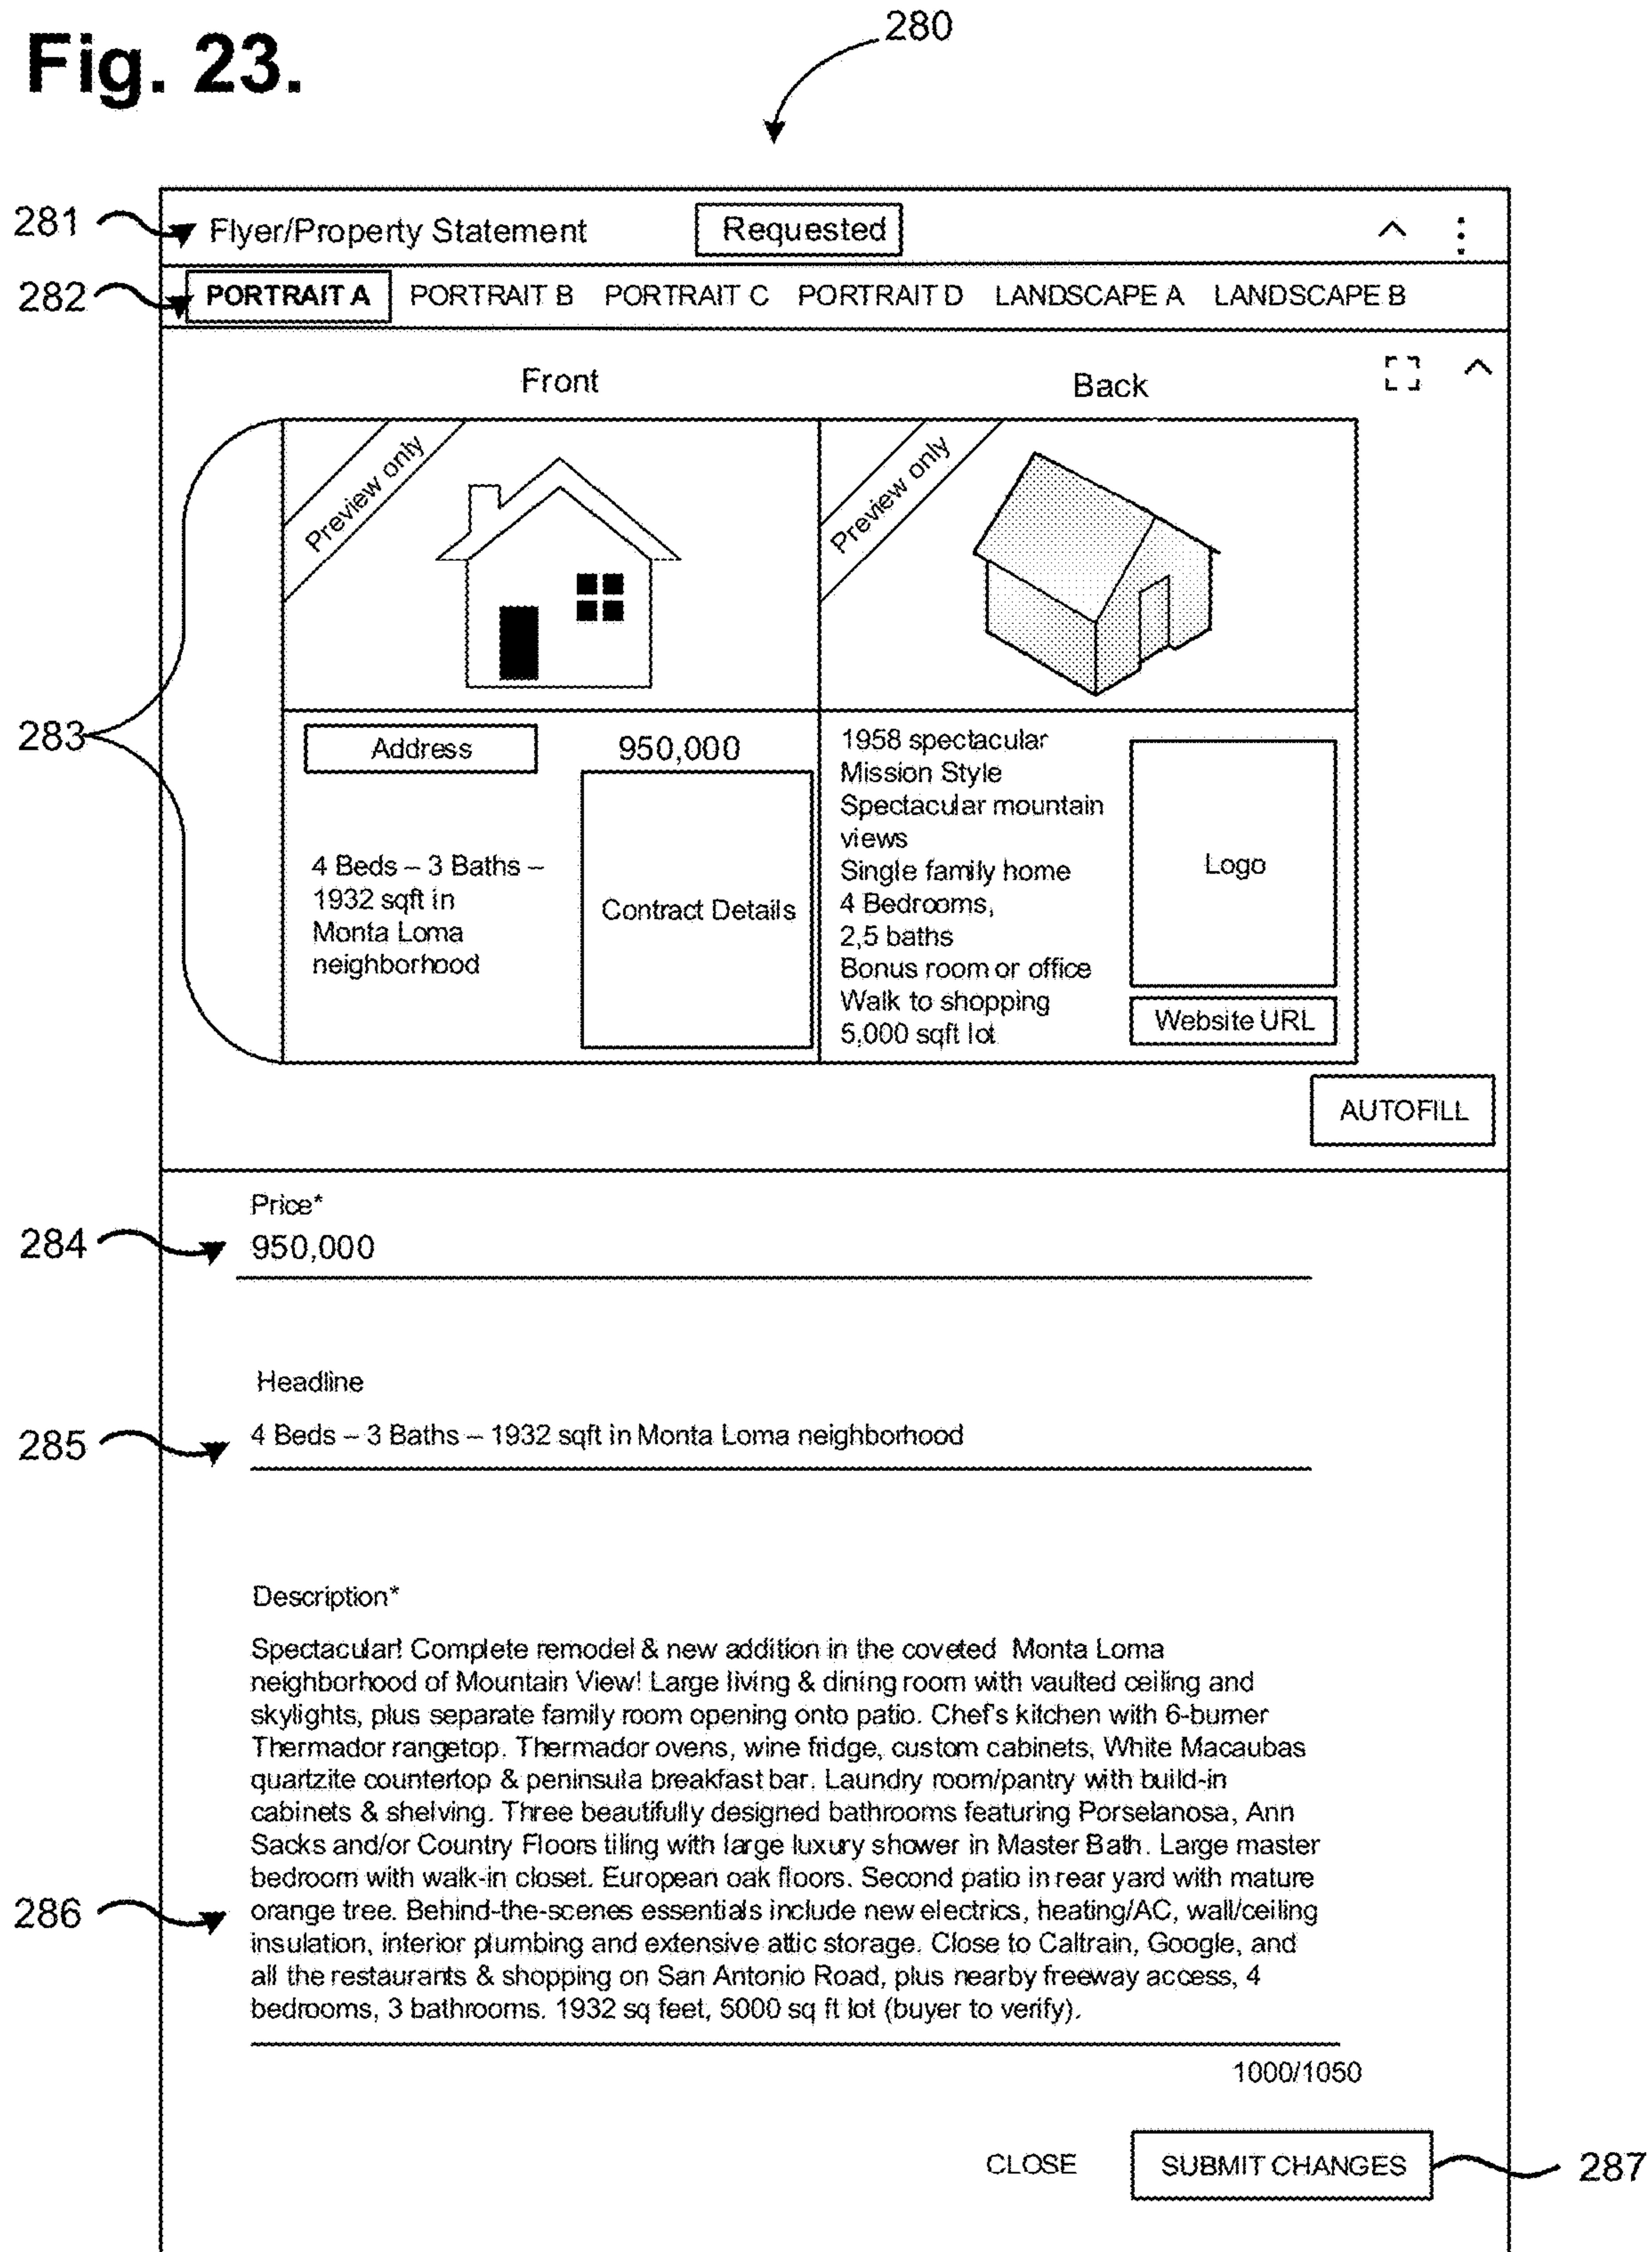 Fig. 23.
280
281
Flyer/Property Statement
Requested
282
PORTRAIT A PORTRAIT B PORTRAIT C PORTRAIT D LANDSCAPE A LANDSCAPE B
Front
Back
Preview only
Preview only
283
Address
950,000
4 Beds – 3 Baths –
1932 sqft in
Monta Loma
neighborhood
Contract Details
1958 spectacular
Mission Style
Spectacular mountain
views
Single family home
4 Bedrooms,
2,5 baths
Bonus room or office
Walk to shopping
5,000 sqft lot
Logo
Website URL
AUTOFILL
Price*
284
950,000
Headline
285
4 Beds – 3 Baths – 1932 sqft in Monta Loma neighborhood
Description*
Spectacular! Complete remodel & new addition in the coveted Monta Loma
neighborhood of Mountain View! Large living & dining room with vaulted ceiling and
skylights, plus separate family room opening onto patio. Chef's kitchen with 6-burner
Thermador rangetop. Thermador ovens, wine fridge, custom cabinets, White Macaubas
quartzite countertop & peninsula breakfast bar. Laundry room/pantry with build-in
cabinets & shelving. Three beautifully designed bathrooms featuring Porselanosa, Ann
Sacks and/or Country Floors tiling with large luxury shower in Master Bath. Large master
bedroom with walk-in closet. European oak floors. Second patio in rear yard with mature
286
orange tree. Behind-the-scenes essentials include new electrics, heating/AC, wall/ceiling
insulation, interior plumbing and extensive attic storage. Close to Caltrain, Google, and
all the restaurants & shopping on San Antonio Road, plus nearby freeway access, 4
bedrooms, 3 bathrooms. 1932 sq feet, 5000 sq ft lot (buyer to verify).
1000/1050
CLOSE
SUBMIT CHANGES
287